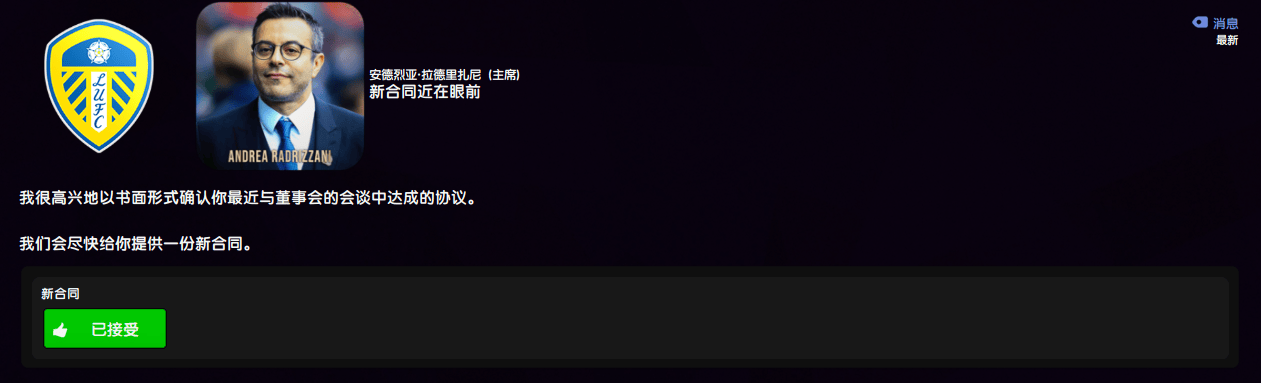 LUFC
ANDREA RADRIZZANI
安德烈亚·拉德里扎尼（主席）
新合同近在眼前
消息
最新
我很高兴地以书面形式确认你最近与董事会的会谈中达成的协议。
我们会尽快给你提供一份新合同。
新合同
已接受